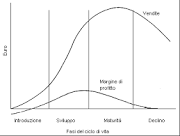 Vendite
Euro
Margine di
profitto
Introduzione
Sviluppo
Maturità
Declino
Fasi del ciclo di vita